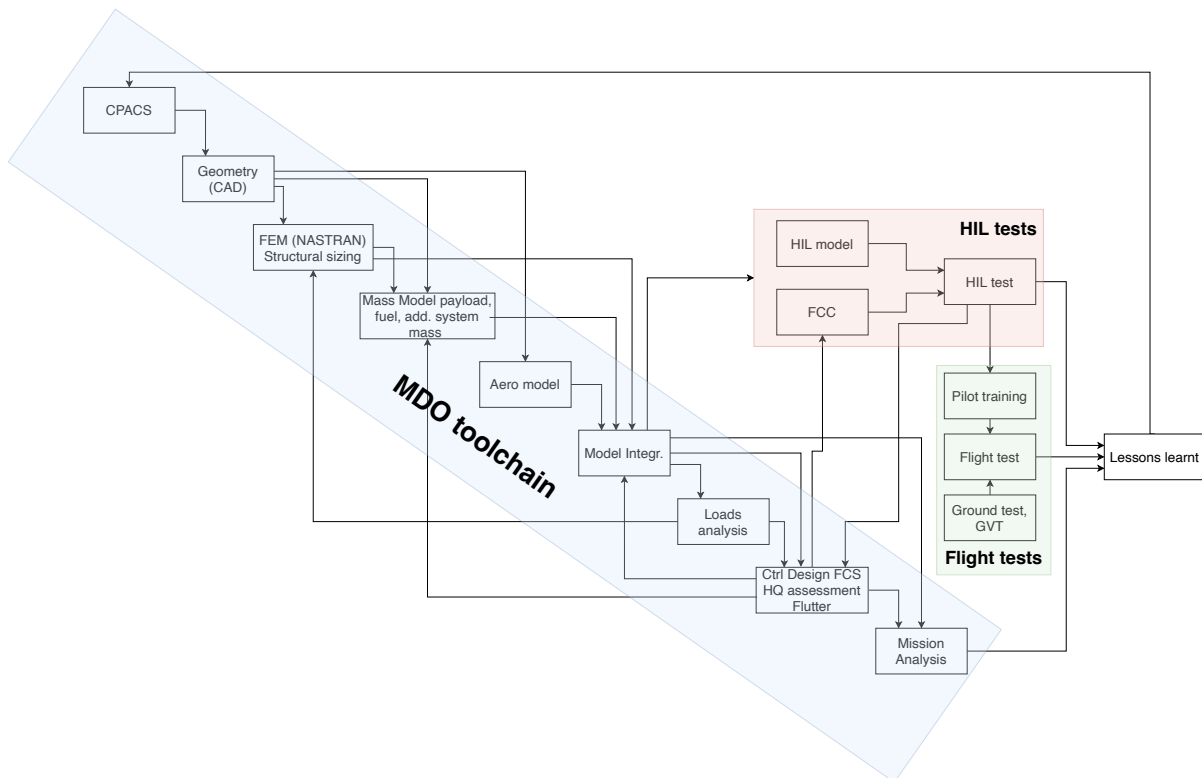 CPACS
Geometry
(CAD)
FEM (NASTRAN)
Structural sizing
Mass Model payload,
fuel, add. system
mass
Aero model
MDO toolchain
Model Integr.
Loads
analysis
Ctrl Design FCS
HQ assessment
Flutter
Mission
Analysis
HIL tests
HIL model
HIL test
FCC
Pilot training
Flight test
Ground test,
GVT
Flight tests
Lessons learnt